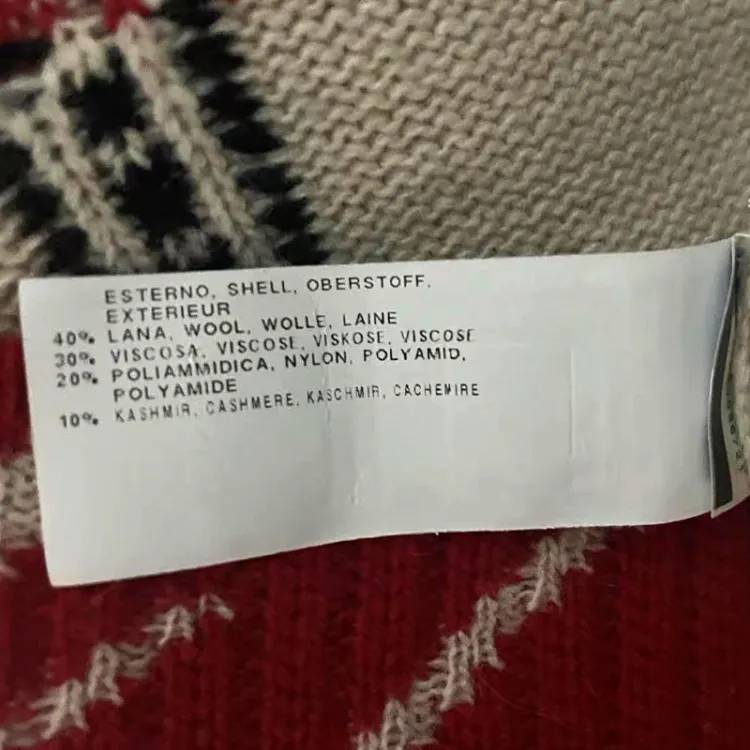 ESTERNO, SHELL, OBERSTOFF,
EXTERIEUR
40% LANA, WOOL, WOLLE, LAINE
30% VISCOSA, VISCOSE, VISKOSE, VISCOSE
20% POLIAMMIDICA, NYLON, POLYAMID,
POLYAMIDE
10% KASHMIR, CASHMERE, KASCHMIR, CACHEMIRE